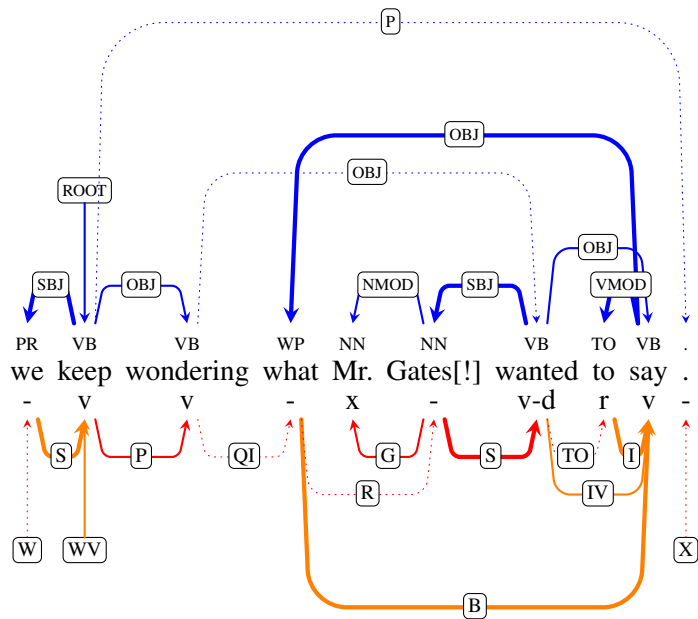 P
OBJ
OBJ
ROOT
OBJ
SBJ OBJ NMOD SBJ VMOD
PR VB VB WP NN NN VB TO VB .
we keep wondering what Mr. Gates[!] wanted to say .
- v v - x - v-d r v -
S P QI G S TO I
R IV
W WV X
B